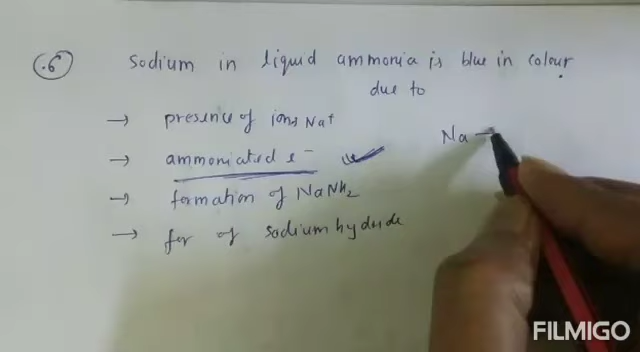 .6 sodium in liquid ammonia is blue in colour.
due to
→ presence of ions Na⁺
→ ammoniated e⁻ ✓
Na →
→ formation of NaNH₂
→ for of sodium hydride
FILMIGO